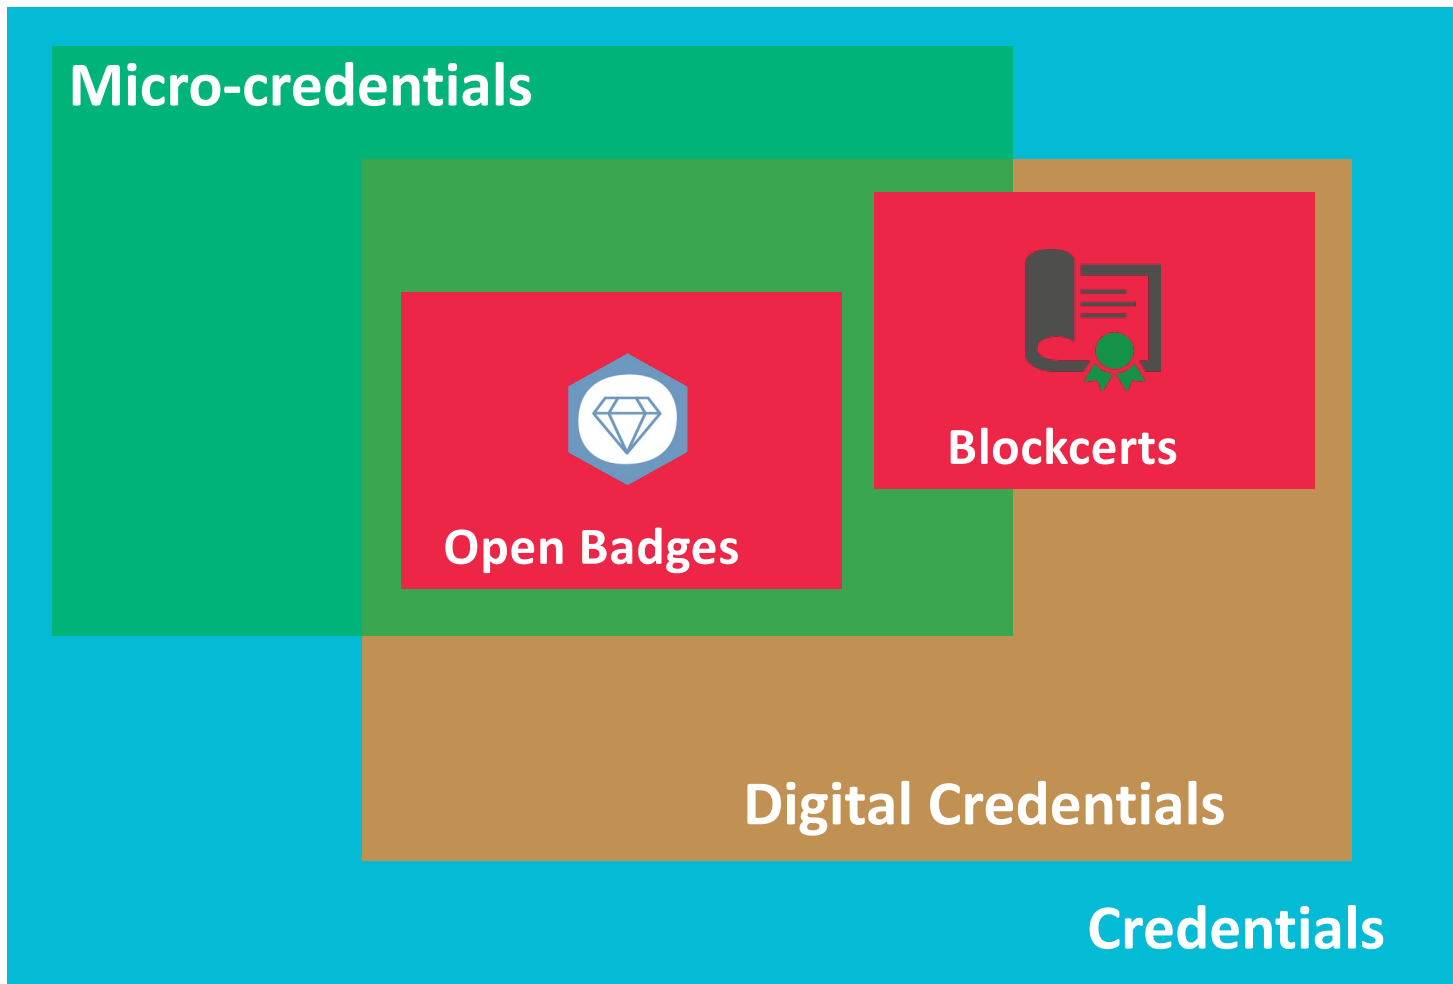 Micro-credentials
Blockcerts
Open Badges
Digital Credentials
Credentials